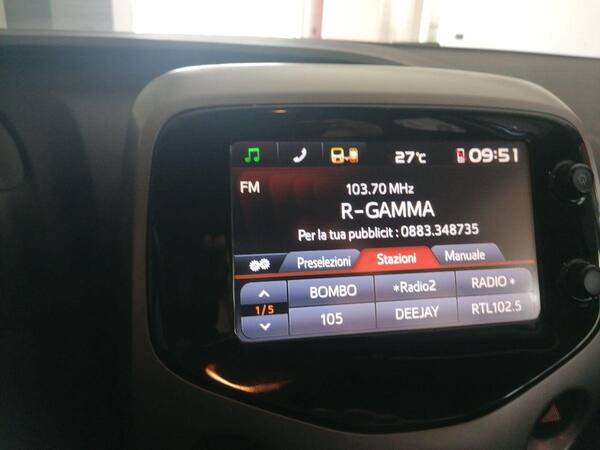 27°C 09:51
FM
103.70 MHz
R-GAMMA
Per la tua pubblicit : 0883.348735
Preselezioni Stazioni Manuale
BOMBO *Radio2 RADIO *
1/5
105 DEEJAY RTL102.5